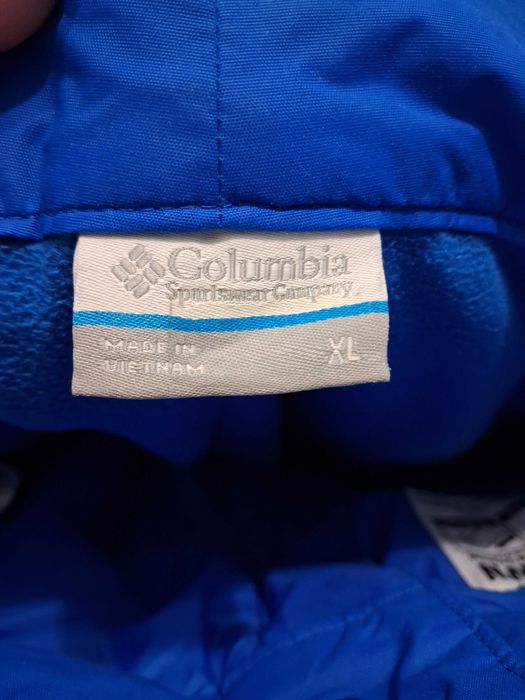 Columbia
Sportswear Company
MADE IN
VIETNAM
XL